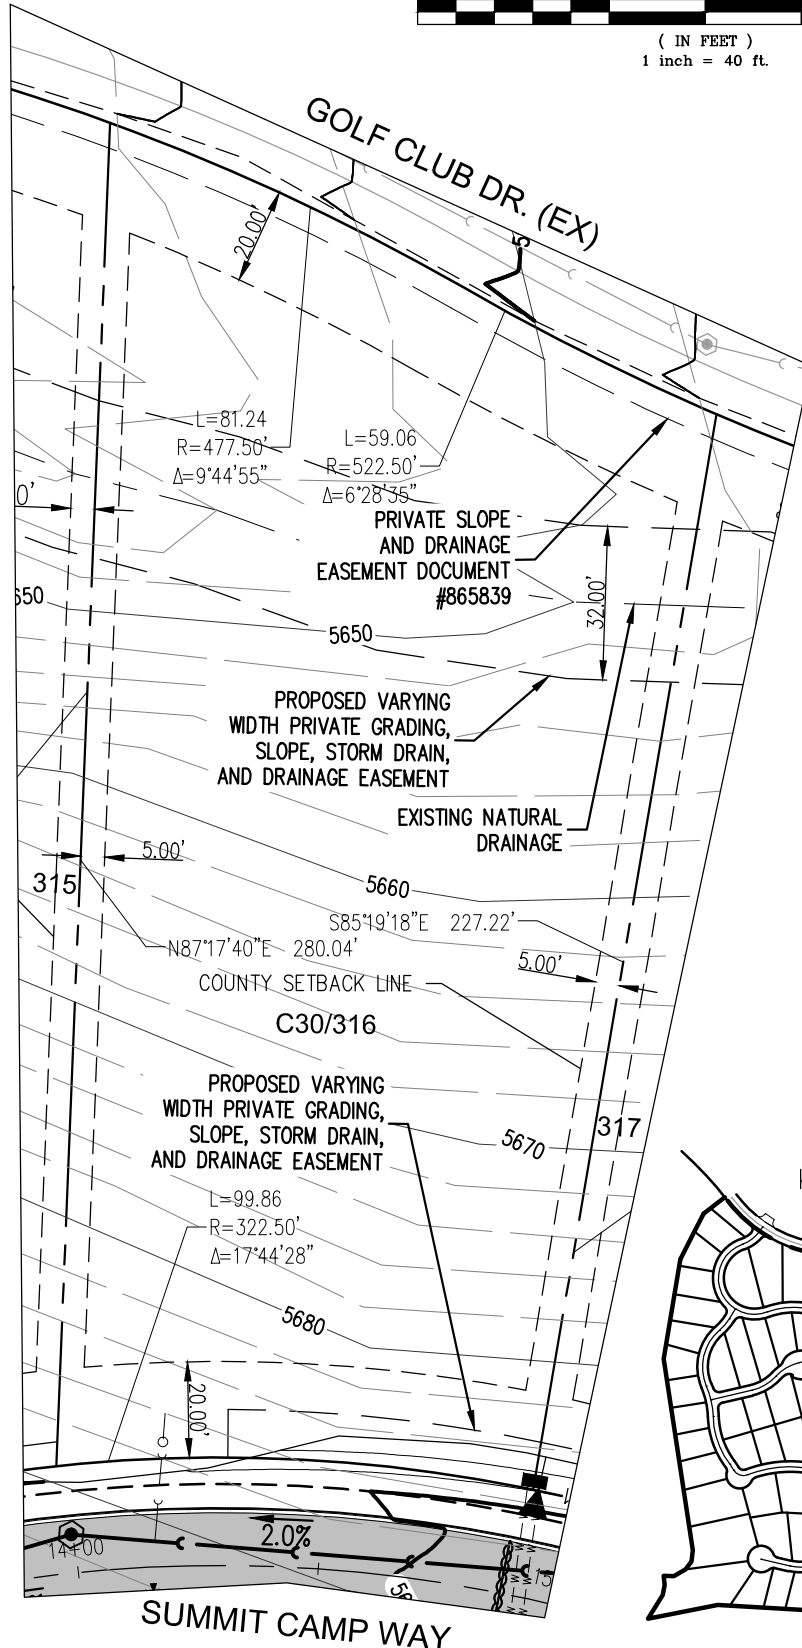 ( IN FEET )
1 inch = 40 ft.
GOLF CLUB DR. (EX)
20.00'
5
L=81.24
R=477.50'
Δ=9°44'55"
L=59.06
R=522.50'
Δ=6°28'35"
0'
PRIVATE SLOPE
AND DRAINAGE
EASEMENT DOCUMENT
#865839
32.00'
650
5650
PROPOSED VARYING
WIDTH PRIVATE GRADING,
SLOPE, STORM DRAIN,
AND DRAINAGE EASEMENT
EXISTING NATURAL
DRAINAGE
5.00'
315
5660
S85°19'18"E 227.22'
N87°17'40"E 280.04'
5.00'
COUNTY SETBACK LINE
C30/316
PROPOSED VARYING
WIDTH PRIVATE GRADING,
SLOPE, STORM DRAIN,
AND DRAINAGE EASEMENT
5670
317
L=99.86
R=322.50'
Δ=17°44'28"
5680
20.00'
2.0%
14+00
15
56
W W W
W W W
SUMMIT CAMP WAY